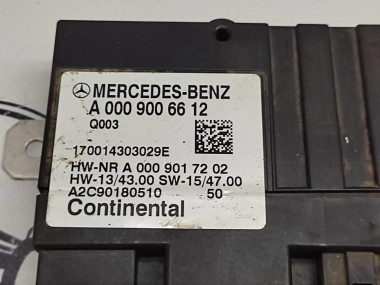 MERCEDES-BENZ
A 000 900 66 12
Q003
170014303029E
HW-NR A 000 901 72 02
HW-13/43.00 SW-15/47.00
A2C90180510 50
Continental